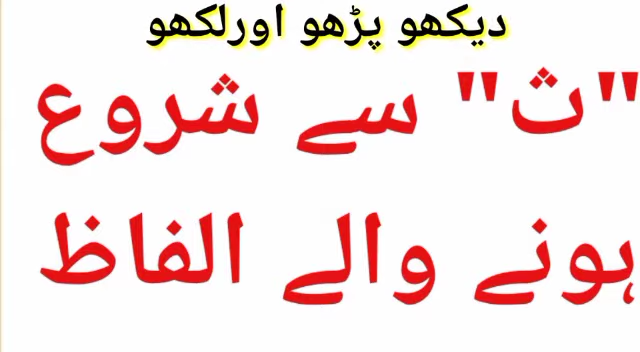 دیکھو پڑھو اورلکھو
"ث" سے شروع
ہونے والے الفاظ